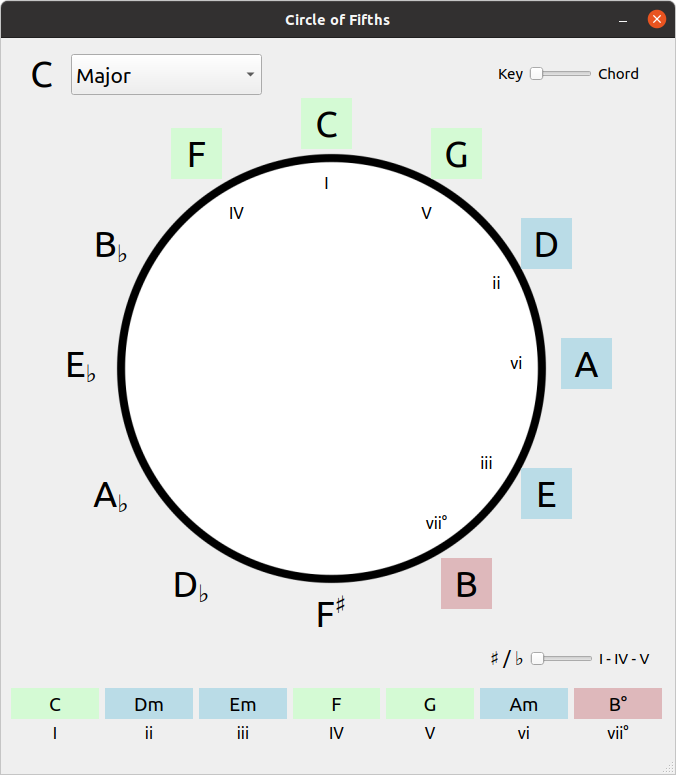 Circle of Fifths
C Major Key Chord
C
F G
I
IV V
B♭ D
ii
E♭ vi A
iii
A♭ E
vii°
D♭ B
F♯
♯ / ♭ I - IV - V
C Dm Em F G Am B°
I ii iii IV V vi vii°